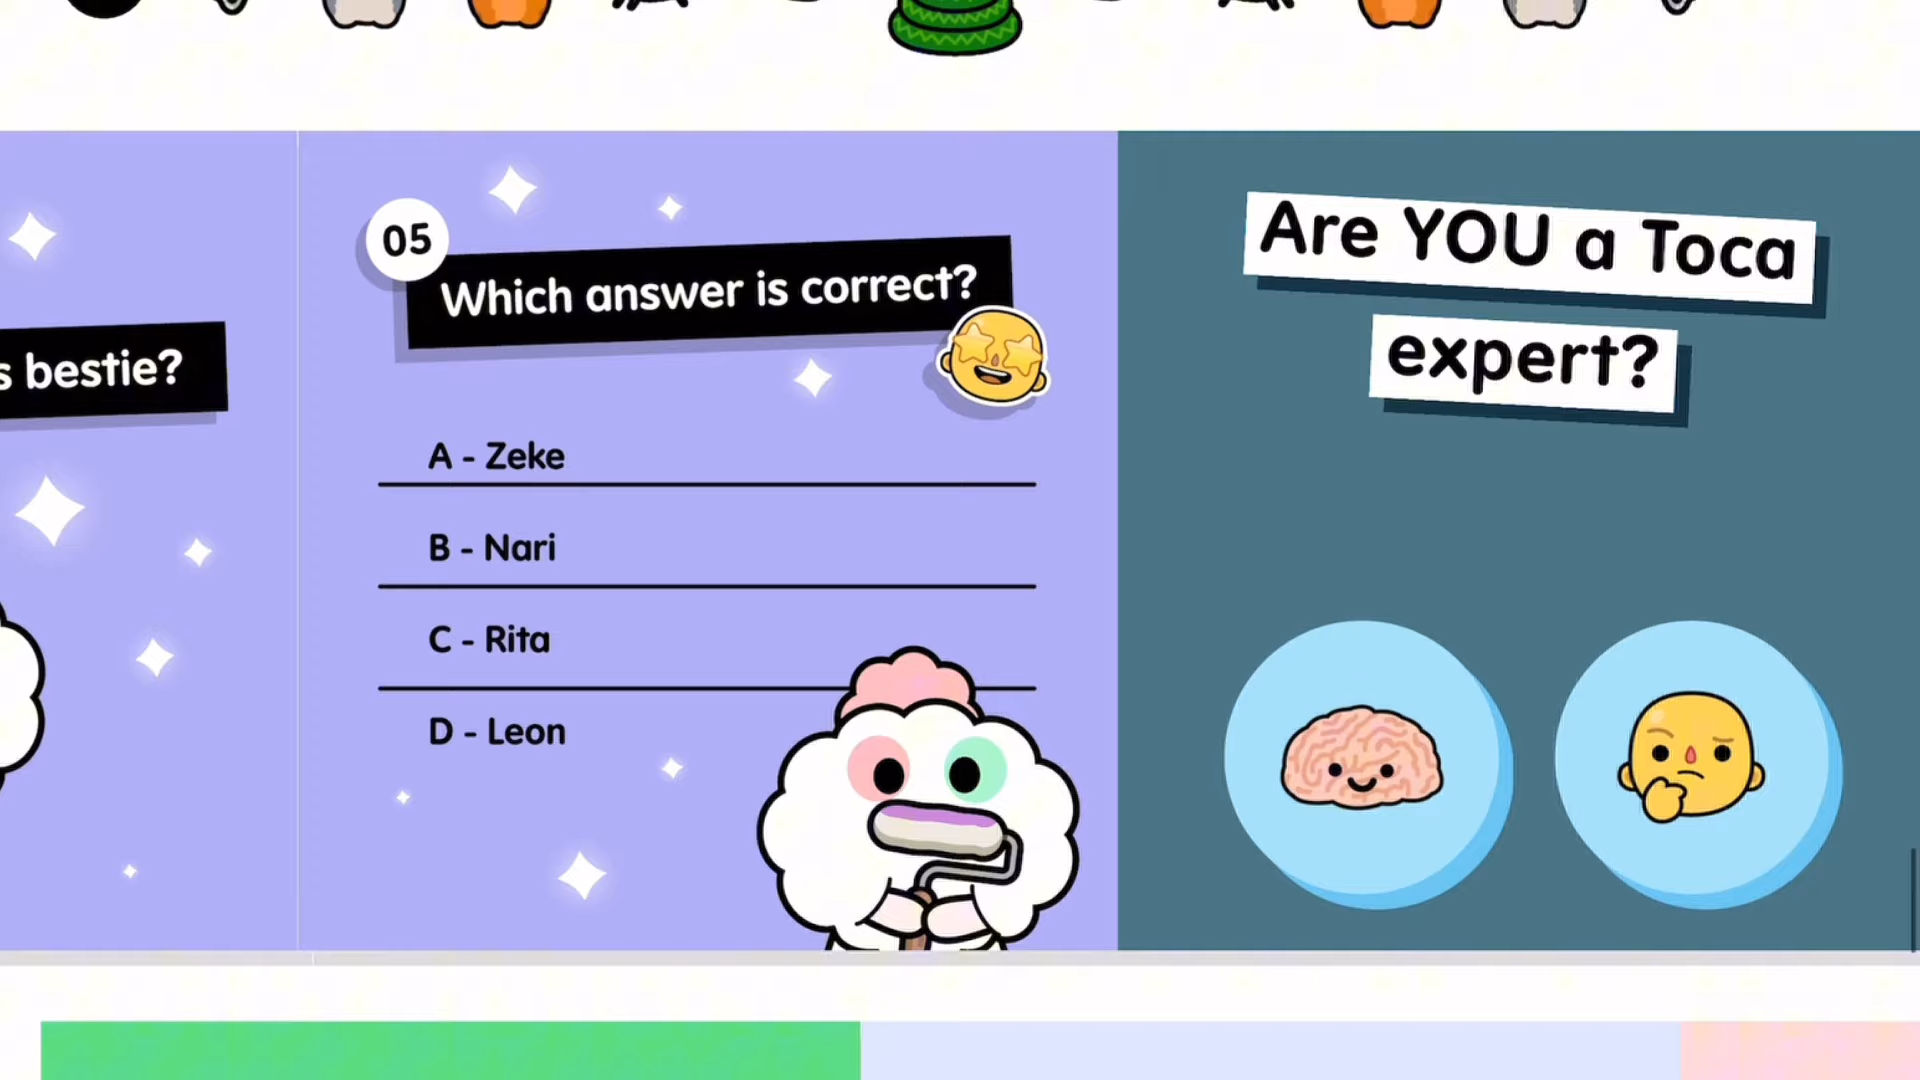 s bestie?
05
Which answer is correct?
A - Zeke
B - Nari
C - Rita
D - Leon
Are YOU a Toca
expert?